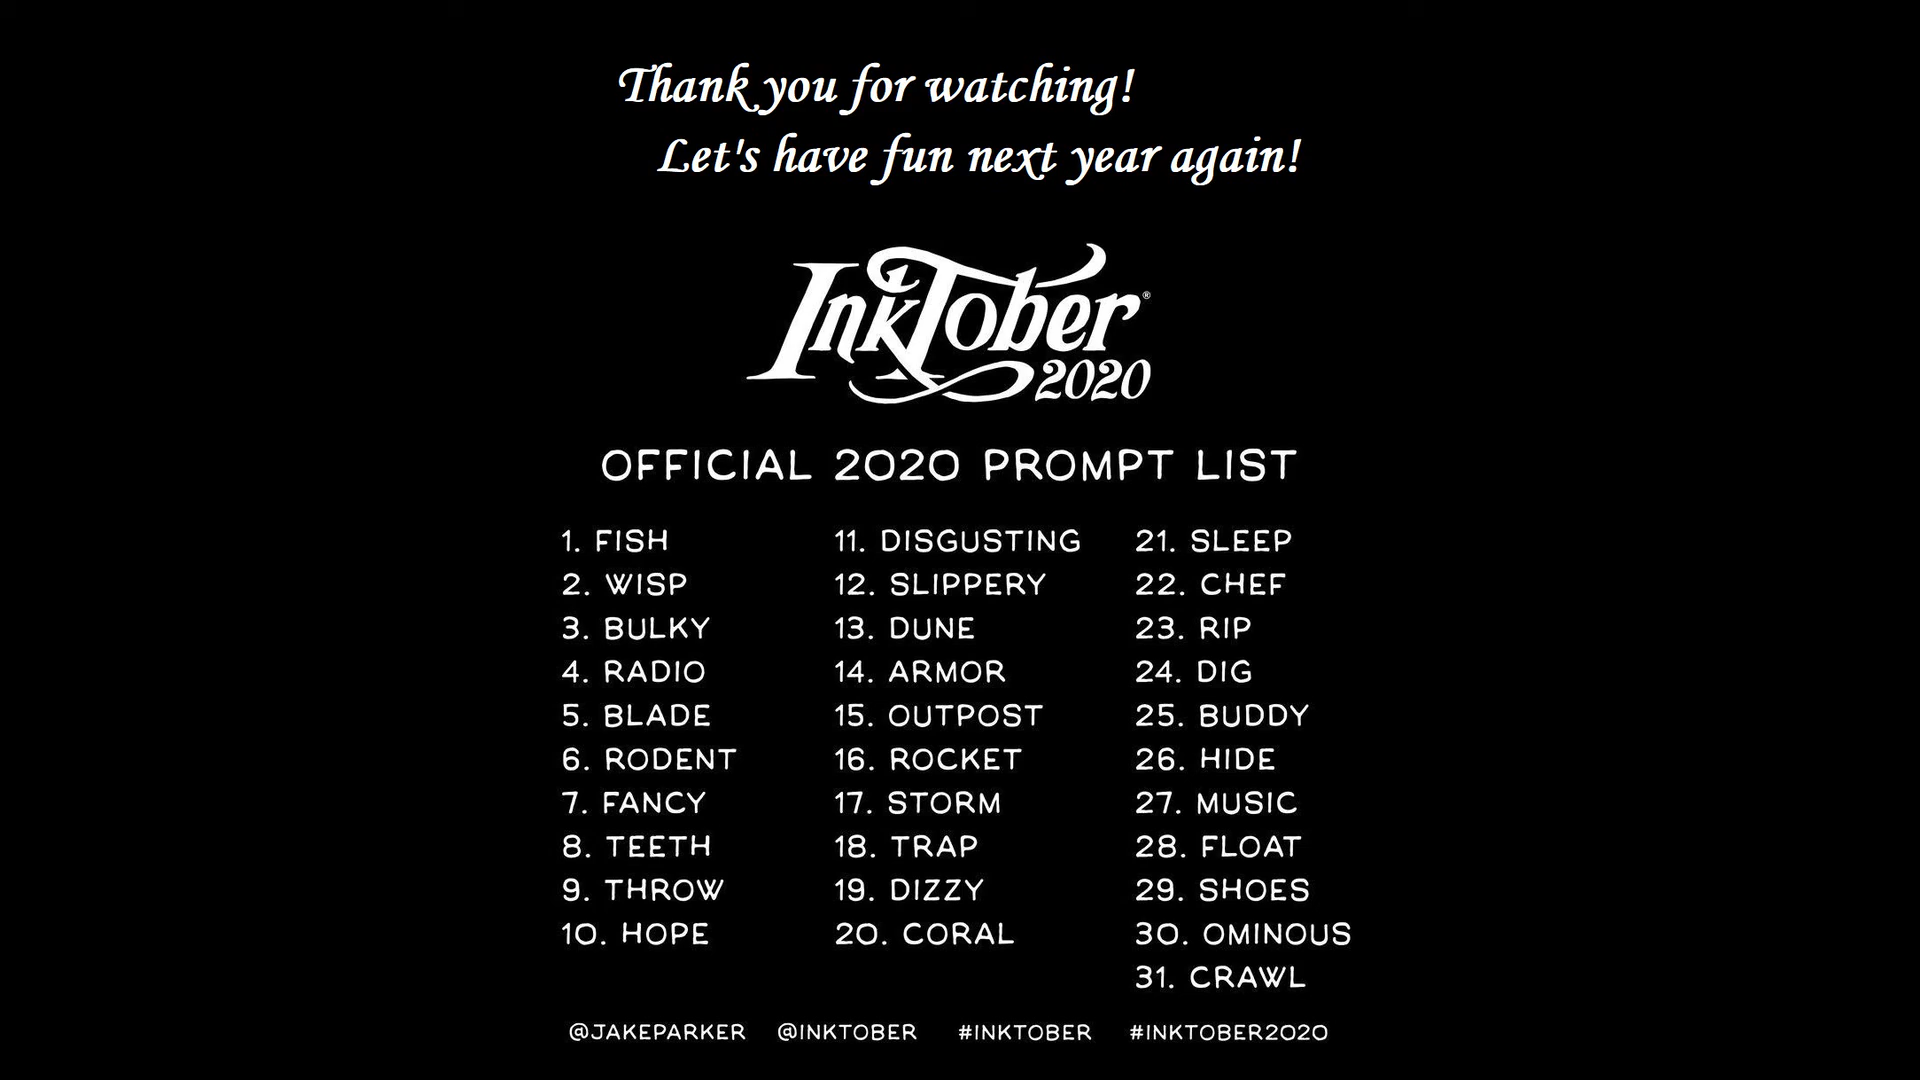 Thank you for watching!
Let's have fun next year again!
InkTober®
2020
OFFICIAL 2020 PROMPT LIST
1. FISH
2. WISP
3. BULKY
4. RADIO
5. BLADE
6. RODENT
7. FANCY
8. TEETH
9. THROW
10. HOPE
11. DISGUSTING
12. SLIPPERY
13. DUNE
14. ARMOR
15. OUTPOST
16. ROCKET
17. STORM
18. TRAP
19. DIZZY
20. CORAL
21. SLEEP
22. CHEF
23. RIP
24. DIG
25. BUDDY
26. HIDE
27. MUSIC
28. FLOAT
29. SHOES
30. OMINOUS
31. CRAWL
@JAKEPARKER @INKTOBER #INKTOBER #INKTOBER2020